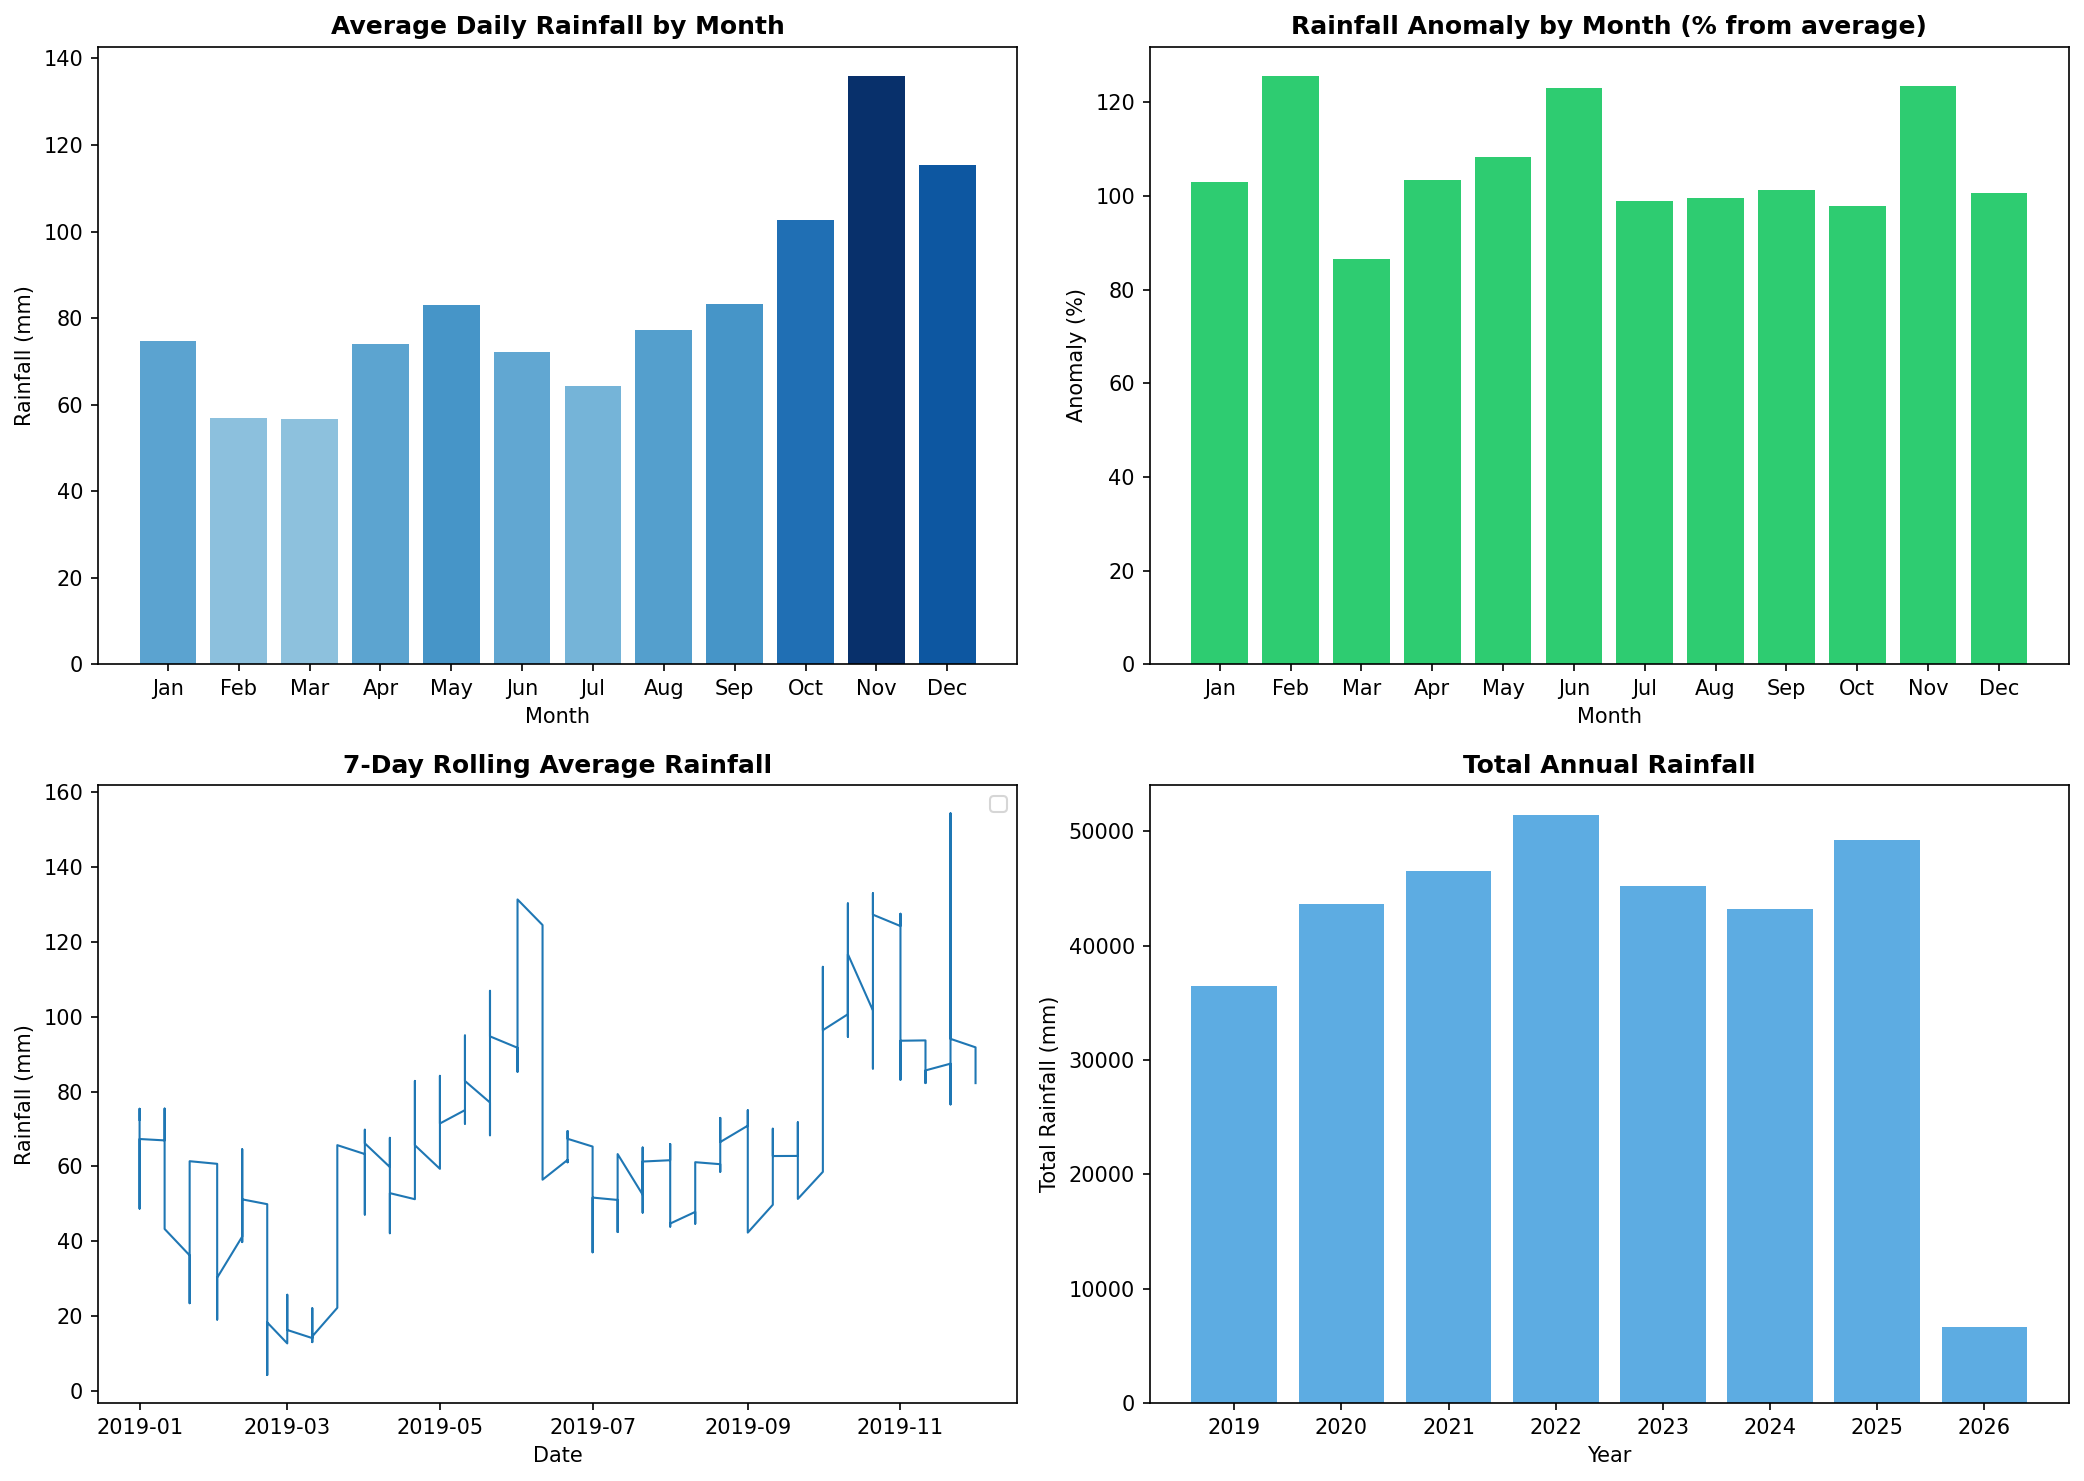 Average Daily Rainfall by Month
140
120
100
80
60
40
20
0
Rainfall (mm)
Jan Feb Mar Apr May Jun Jul Aug Sep Oct Nov Dec
Month
Rainfall Anomaly by Month (% from average)
120
100
80
60
40
20
0
Anomaly (%)
Jan Feb Mar Apr May Jun Jul Aug Sep Oct Nov Dec
Month
7-Day Rolling Average Rainfall
160
140
120
100
80
60
40
20
0
Rainfall (mm)
2019-01 2019-03 2019-05 2019-07 2019-09 2019-11
Date
Total Annual Rainfall
50000
40000
30000
20000
10000
0
Total Rainfall (mm)
2019 2020 2021 2022 2023 2024 2025 2026
Year